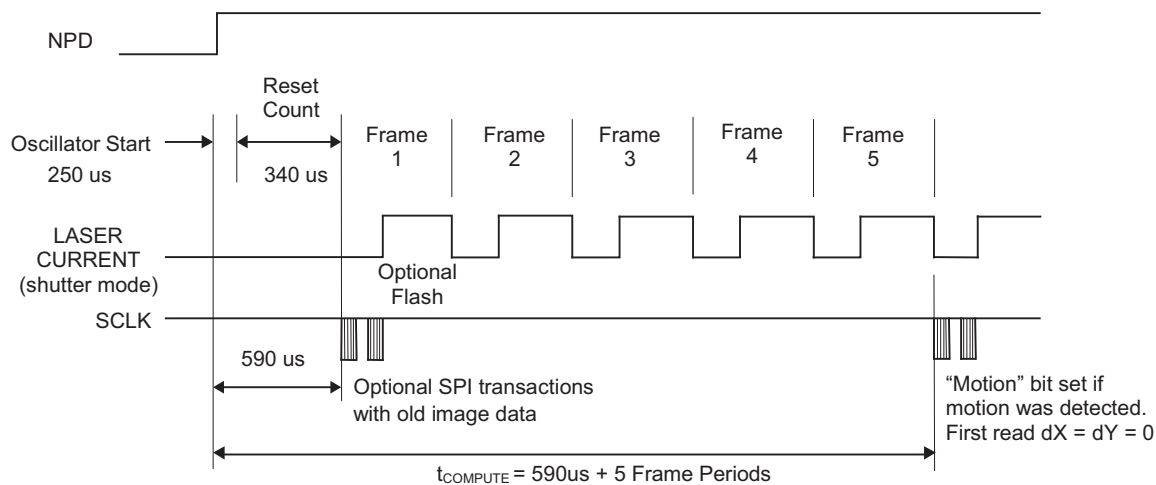 NPD
Reset
Count
Oscillator Start
250 us
340 us
Frame
1
Frame
2
Frame
3
Frame
4
Frame
5
LASER
CURRENT
(shutter mode)
Optional
Flash
SCLK
590 us
Optional SPI transactions
with old image data
“Motion” bit set if
motion was detected.
First read dX = dY = 0
tCOMPUTE = 590us + 5 Frame Periods